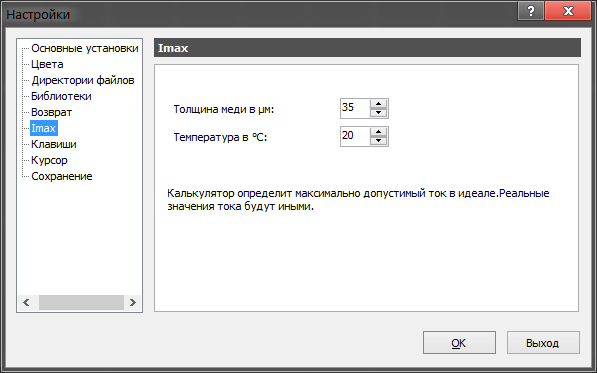 Настройки
Основные установки
Цвета
Директории файлов
Библиотеки
Возврат
Imax
Клавиши
Курсор
Сохранение
Imax
Толщина меди в µм: 35
Температура в °C: 20
Калькулятор определит максимально допустимый ток в идеале.Реальные
значения тока будут иными.
OK Выход